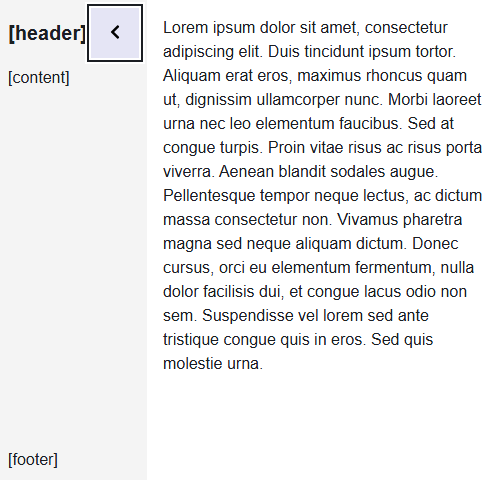 [header]
[content]
[footer]
Lorem ipsum dolor sit amet, consectetur
adipiscing elit. Duis tincidunt ipsum tortor.
Aliquam erat eros, maximus rhoncus quam
ut, dignissim ullamcorper nunc. Morbi laoreet
urna nec leo elementum faucibus. Sed at
congue turpis. Proin vitae risus ac risus porta
viverra. Aenean blandit sodales augue.
Pellentesque tempor neque lectus, ac dictum
massa consectetur non. Vivamus pharetra
magna sed neque aliquam dictum. Donec
cursus, orci eu elementum fermentum, nulla
dolor facilisis dui, et congue lacus odio non
sem. Suspendisse vel lorem sed ante
tristique congue quis in eros. Sed quis
molestie urna.